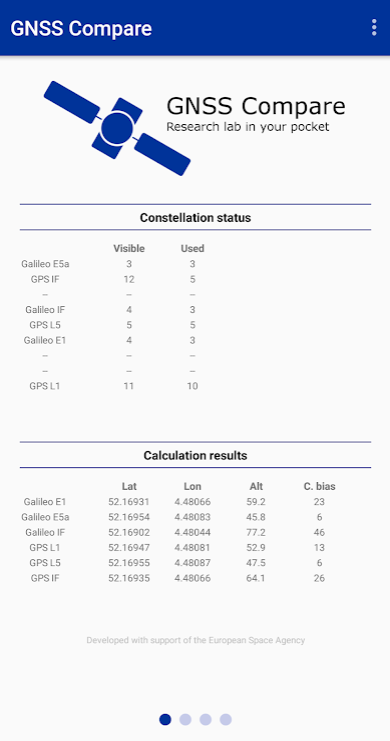 GNSS Compare
GNSS Compare
Research lab in your pocket
Constellation status
Visible Used
Galileo E5a 3 3
GPS IF 12 5
-- -- --
Galileo IF 4 3
GPS L5 5 5
Galileo E1 4 3
-- -- --
-- -- --
GPS L1 11 10
Calculation results
Lat Lon Alt C. bias
Galileo E1 52.16931 4.48066 59.2 23
Galileo E5a 52.16954 4.48083 45.8 6
Galileo IF 52.16902 4.48044 77.2 46
GPS L1 52.16947 4.48081 52.9 13
GPS L5 52.16955 4.48087 47.5 6
GPS IF 52.16935 4.48066 64.1 26
Developed with support of the European Space Agency